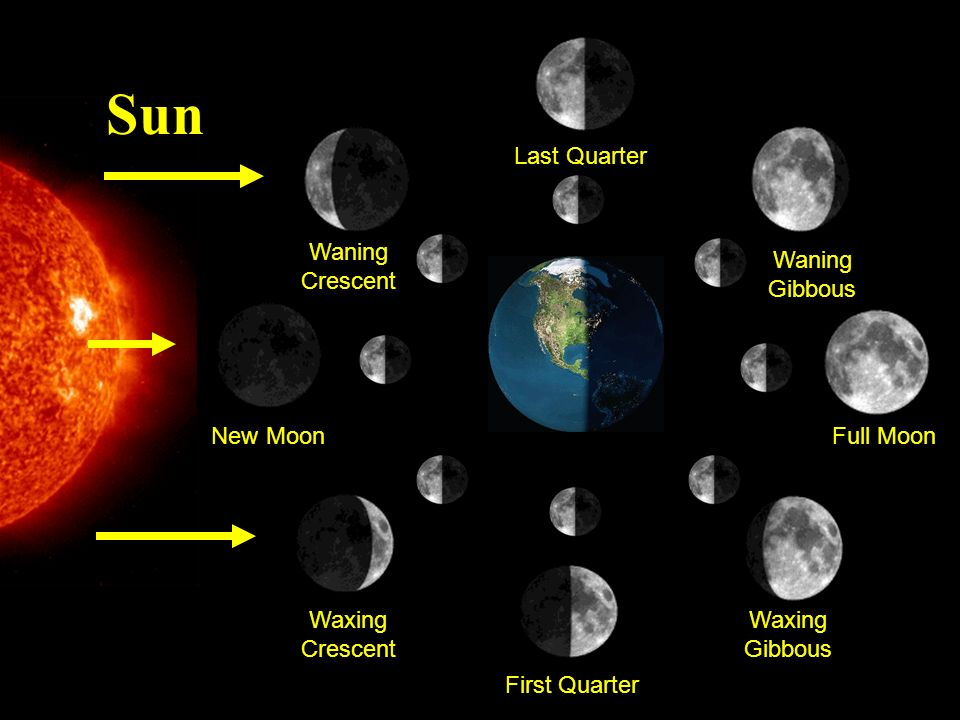 Sun
Last Quarter
Waning
Crescent
Waning
Gibbous
New Moon
Full Moon
Waxing
Crescent
Waxing
Gibbous
First Quarter